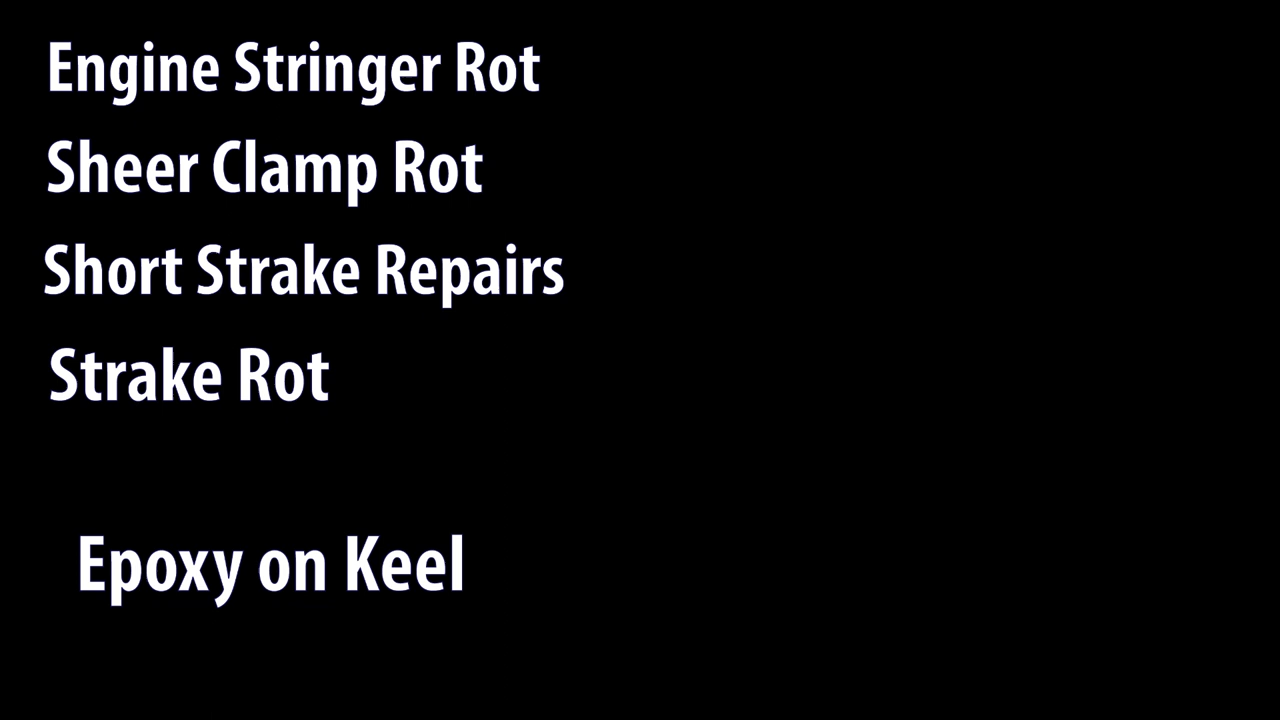 Engine Stringer Rot
Sheer Clamp Rot
Short Strake Repairs
Strake Rot
Epoxy on Keel